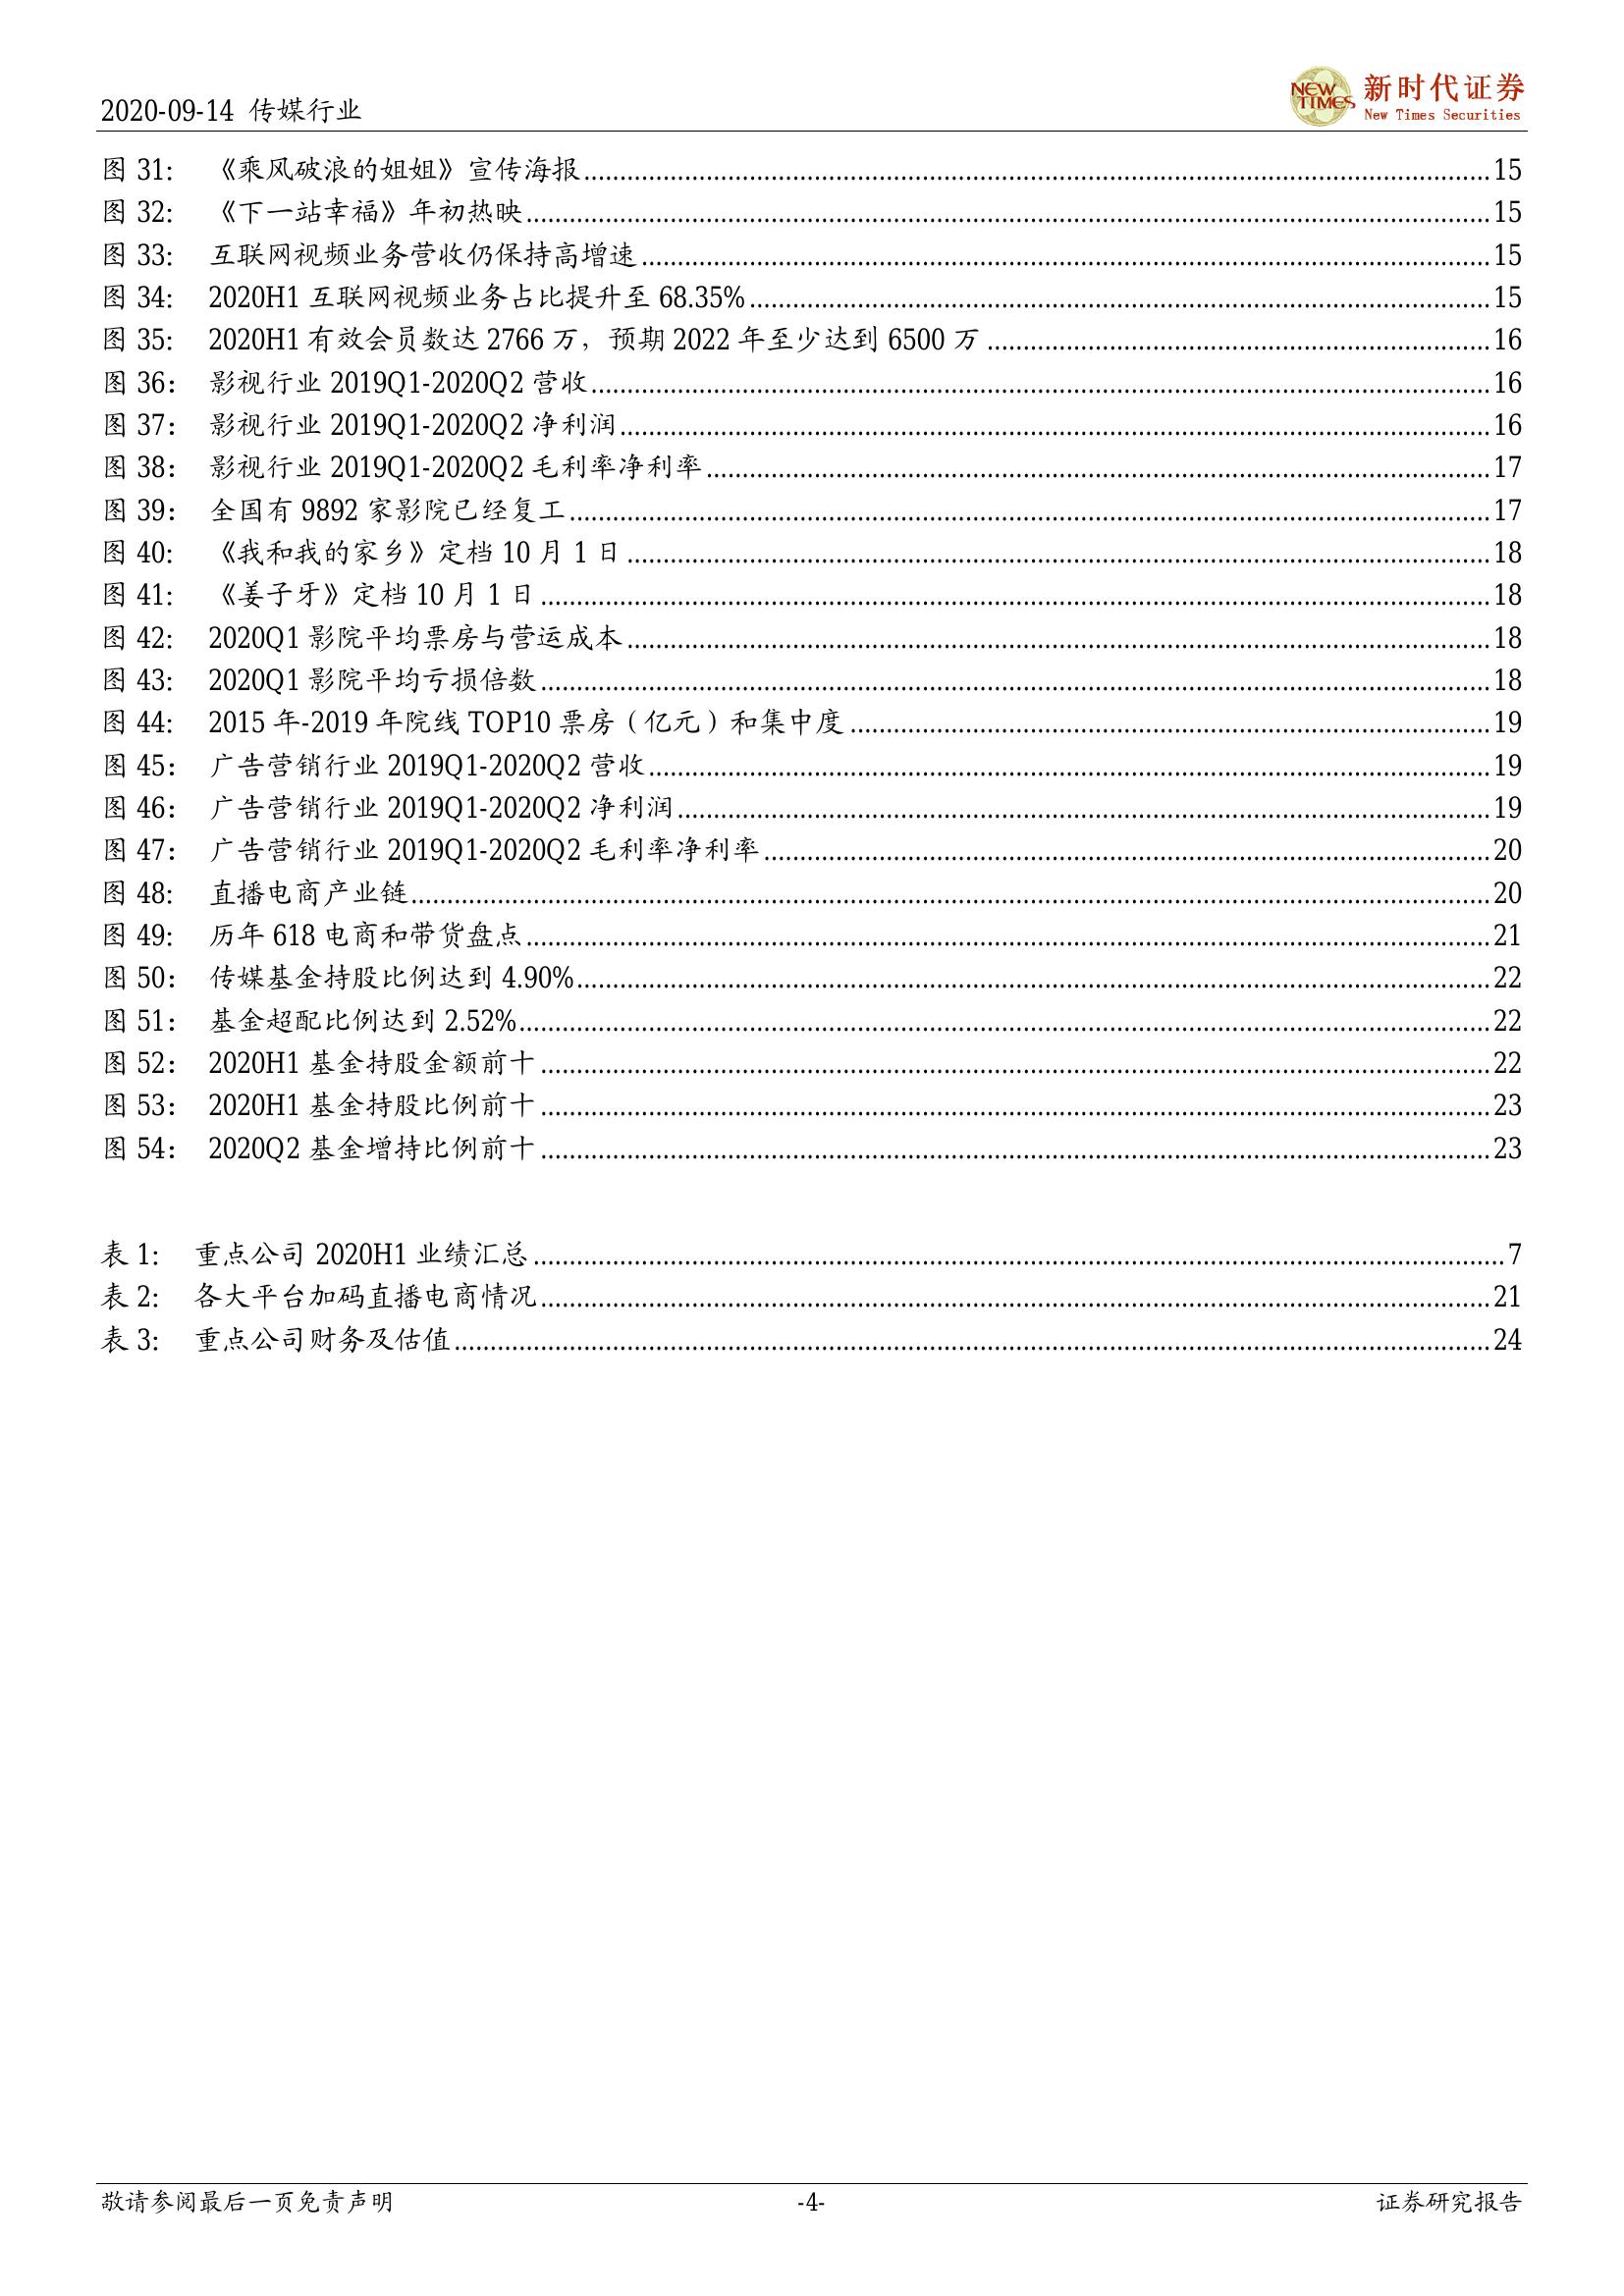 2020-09-14 传媒行业
NEW TIMES 新时代证券
New Times Securities
图 31: 《乘风破浪的姐姐》宣传海报 15
图 32: 《下一站幸福》年初热映 15
图 33: 互联网视频业务营收仍保持高增速 15
图 34: 2020H1 互联网视频业务占比提升至 68.35% 15
图 35: 2020H1 有效会员数达 2766 万，预期 2022 年至少达到 6500 万 16
图 36： 影视行业 2019Q1-2020Q2 营收 16
图 37： 影视行业 2019Q1-2020Q2 净利润 16
图 38： 影视行业 2019Q1-2020Q2 毛利率净利率 17
图 39： 全国有 9892 家影院已经复工 17
图 40: 《我和我的家乡》定档 10 月 1 日 18
图 41: 《姜子牙》定档 10 月 1 日 18
图 42: 2020Q1 影院平均票房与营运成本 18
图 43: 2020Q1 影院平均亏损倍数 18
图 44: 2015 年-2019 年院线 TOP10 票房（亿元）和集中度 19
图 45： 广告营销行业 2019Q1-2020Q2 营收 19
图 46： 广告营销行业 2019Q1-2020Q2 净利润 19
图 47： 广告营销行业 2019Q1-2020Q2 毛利率净利率 20
图 48: 直播电商产业链 20
图 49: 历年 618 电商和带货盘点 21
图 50： 传媒基金持股比例达到 4.90% 22
图 51： 基金超配比例达到 2.52% 22
图 52： 2020H1 基金持股金额前十 22
图 53： 2020H1 基金持股比例前十 23
图 54： 2020Q2 基金增持比例前十 23
表 1: 重点公司 2020H1 业绩汇总 7
表 2: 各大平台加码直播电商情况 21
表 3: 重点公司财务及估值 24
敬请参阅最后一页免责声明 -4- 证券研究报告